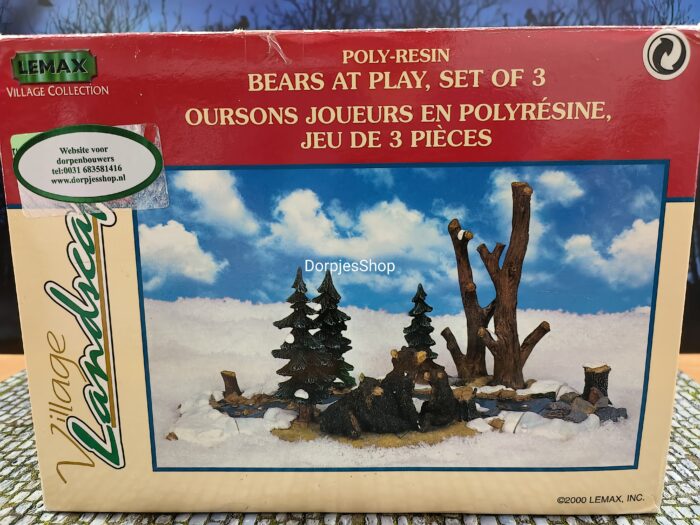 LEMAX
VILLAGE COLLECTION
POLY-RESIN
BEARS AT PLAY, SET OF 3
OURSONS JOUEURS EN POLYRÉSINE,
JEU DE 3 PIÈCES
Website voor
dorpenbouwers
tel:0031 683581416
www.dorpjesshop.nl
Village
Landscap
DorpjesShop
©2000 LEMAX, INC.